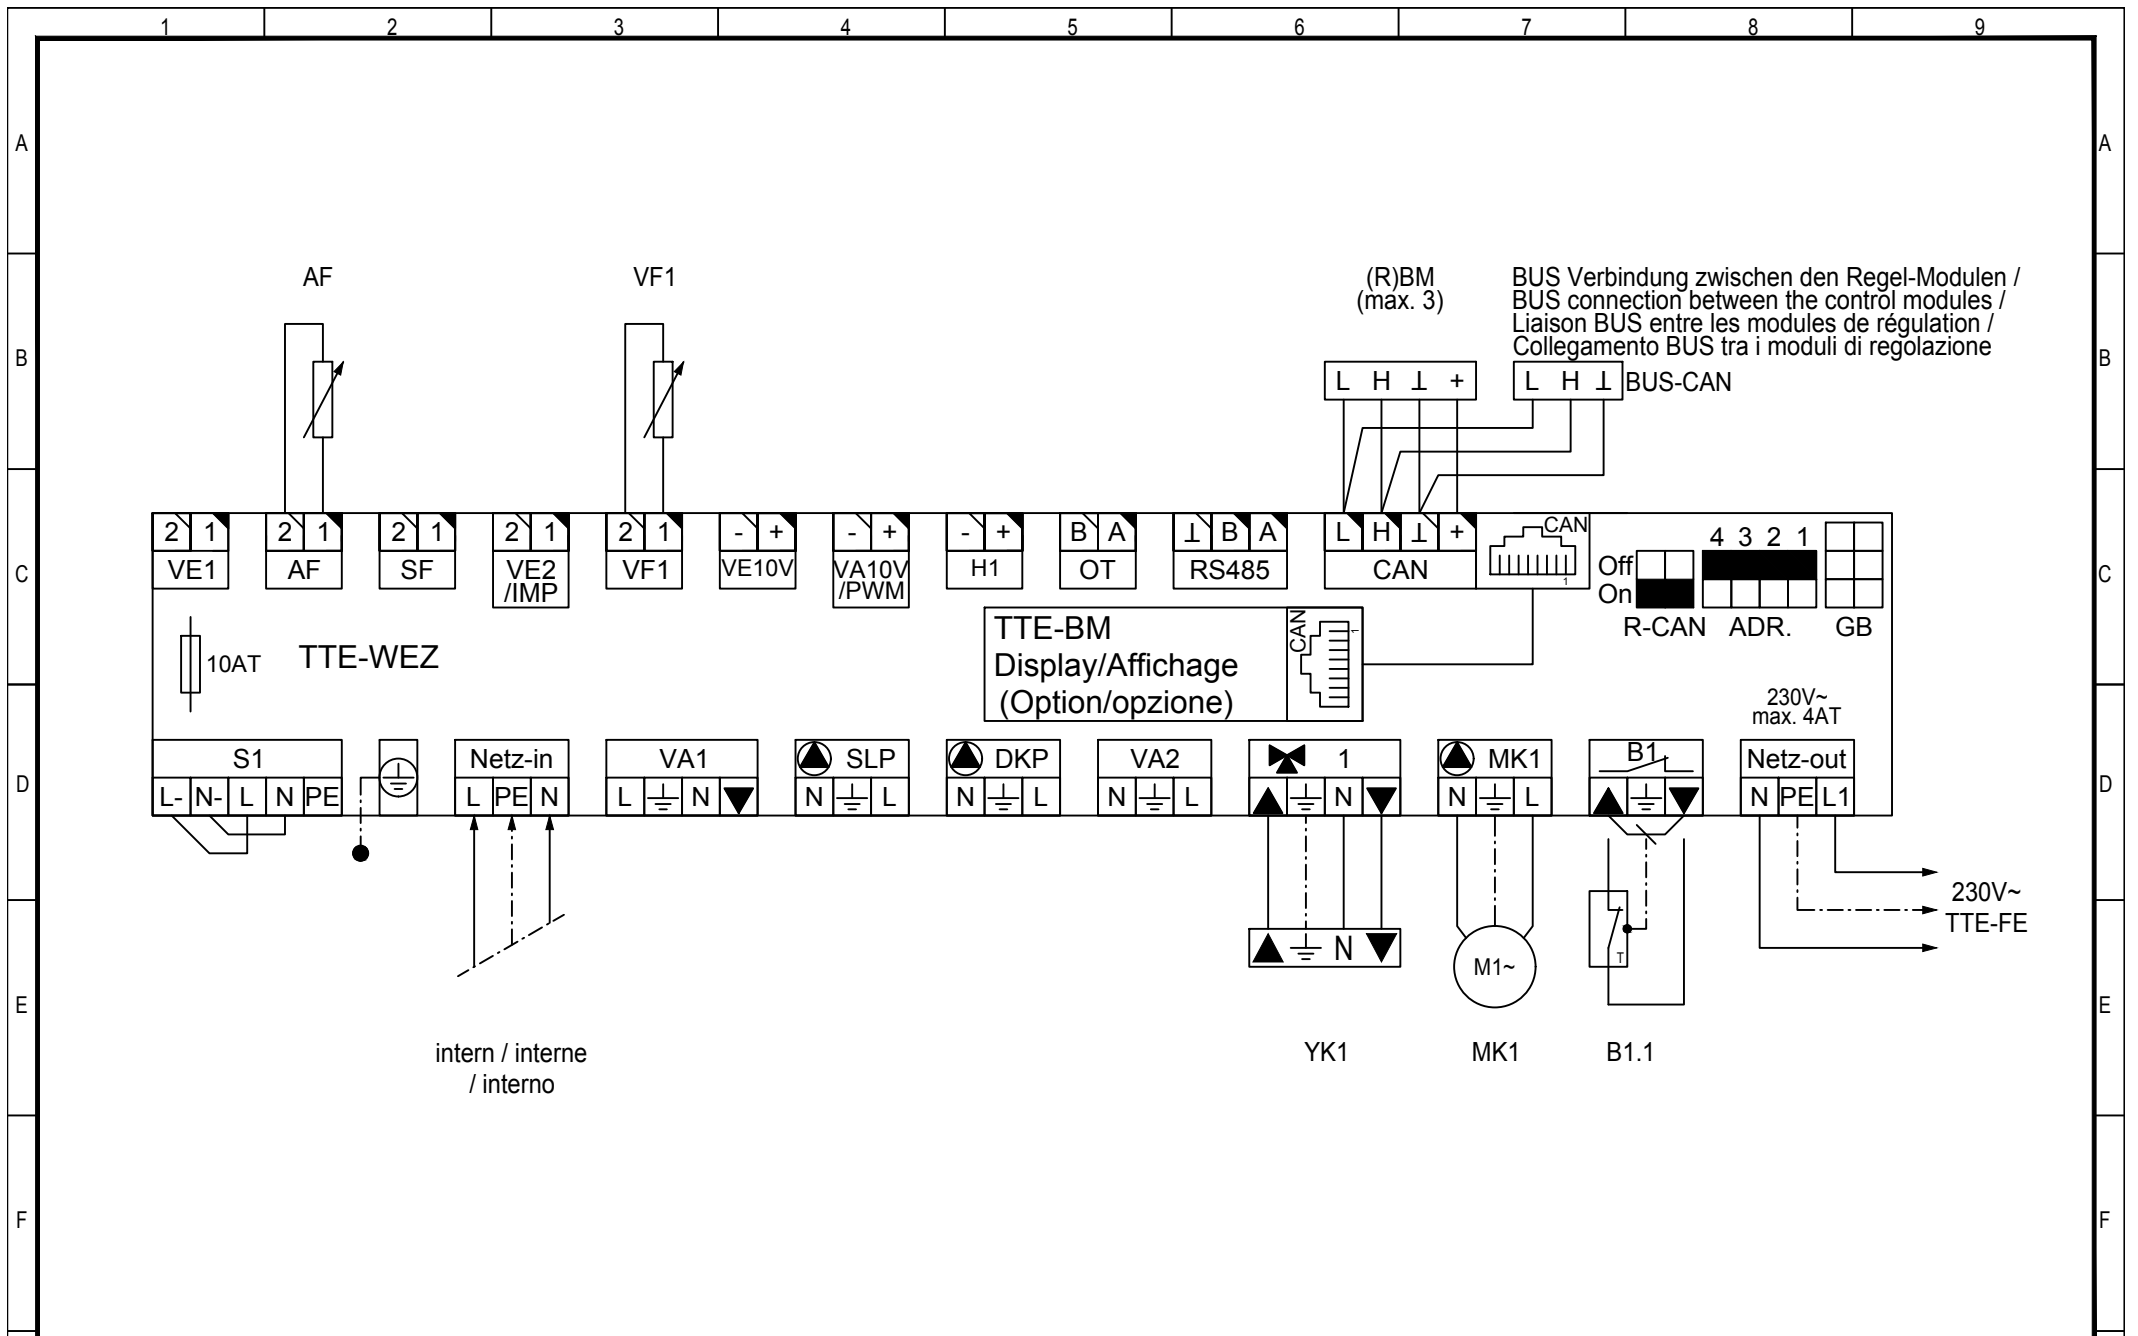 1 2 3 4 5 6 7 8 9
A A
AF VF1 (R)BM
(max. 3)
BUS Verbindung zwischen den Regel-Modulen /
BUS connection between the control modules /
Liaison BUS entre les modules de régulation /
Collegamento BUS tra i moduli di regolazione
B B
L H ⊥ + L H ⊥ BUS-CAN
2 1 2 1 2 1 2 1 2 1 - + - + - + B A ⊥ B A L H ⊥ + CAN 4 3 2 1
VE1 AF SF VE2
/IMP
VF1 VE10V VA10V
/PWM
H1 OT RS485 CAN 1
Off
On
R-CAN ADR. GB
C C
10AT TTE-WEZ
TTE-BM
Display/Affichage
(Option/opzione)
CAN 1
230V~
max. 4AT
D D
S1 Netz-in VA1 SLP DKP VA2 1 MK1 B1 Netz-out
L- N- L N PE L PE N L N N L N L N L N N L N PE L1
230V~
TTE-FE
N M1~ T
E E
intern / interne
/ interno
YK1 MK1 B1.1
F F